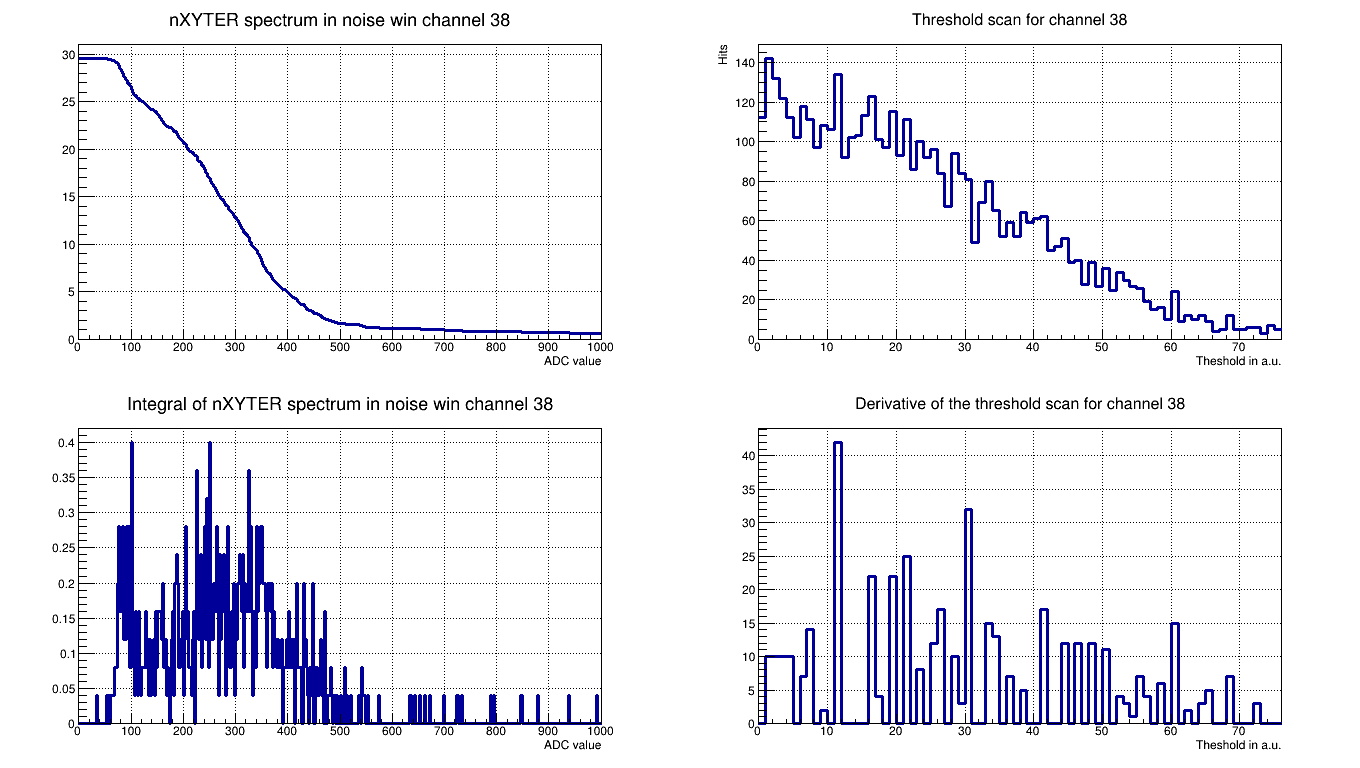 nXYTER spectrum in noise win channel 38
30
25
20
15
10
5
0
0 100 200 300 400 500 600 700 800 900 1000
ADC value
Threshold scan for channel 38
Hits
140
120
100
80
60
40
20
0
0 10 20 30 40 50 60 70
Theshold in a.u.
Integral of nXYTER spectrum in noise win channel 38
0.4
0.35
0.3
0.25
0.2
0.15
0.1
0.05
0
0 100 200 300 400 500 600 700 800 900 1000
ADC value
Derivative of the threshold scan for channel 38
40
35
30
25
20
15
10
5
0
0 10 20 30 40 50 60 70
Theshold in a.u.